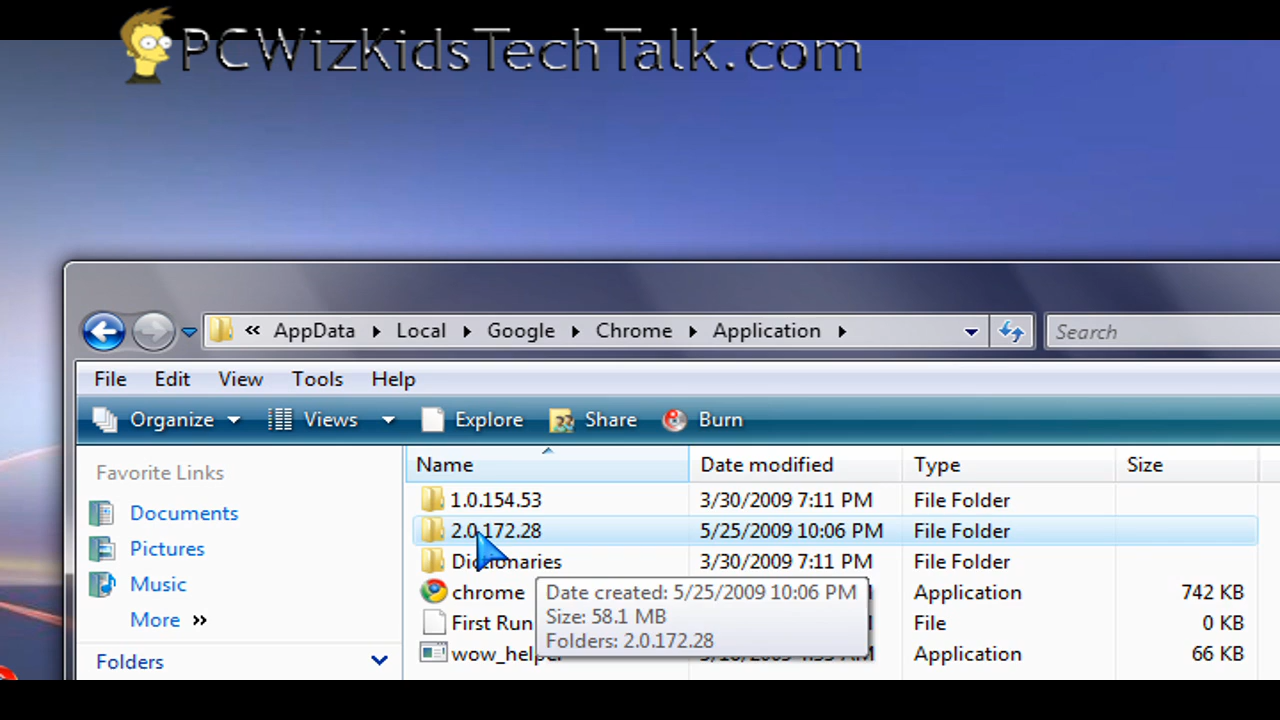 PCWizKidsTechTalk.com
« AppData Local Google Chrome Application Search
File Edit View Tools Help
Organize Views Explore Share Burn
Favorite Links
Documents
Pictures
Music
More »
Folders
Name Date modified Type Size
1.0.154.53 3/30/2009 7:11 PM File Folder
2.0.172.28 5/25/2009 10:06 PM File Folder
Dictionaries 3/30/2009 7:11 PM File Folder
chrome Application 742 KB
First Run File 0 KB
wow_helper Application 66 KB
Date created: 5/25/2009 10:06 PM
Size: 58.1 MB
Folders: 2.0.172.28